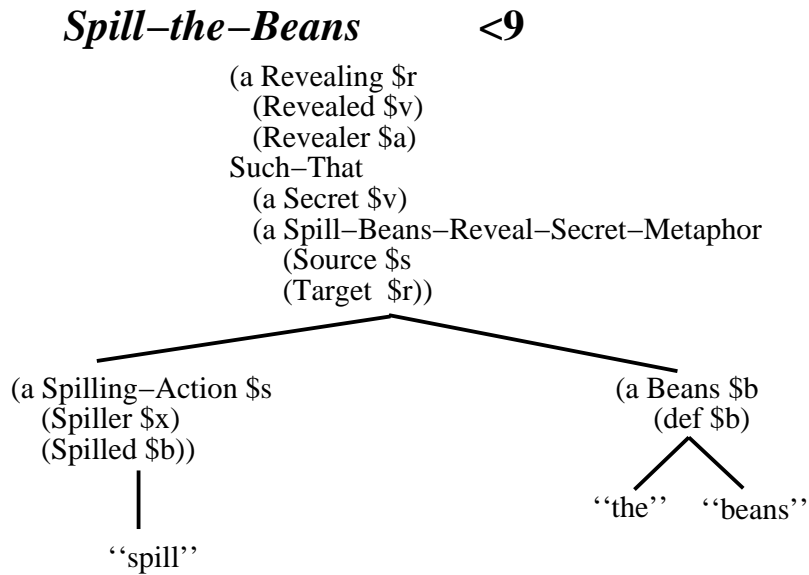 Spill−the−Beans <9
(a Revealing $r
(Revealed $v)
(Revealer $a)
Such−That
(a Secret $v)
(a Spill−Beans−Reveal−Secret−Metaphor
(Source $s
(Target $r))
(a Spilling−Action $s
(Spiller $x)
(Spilled $b))
(a Beans $b
(def $b)
‘‘the’’ ‘‘beans’’
‘‘spill’’